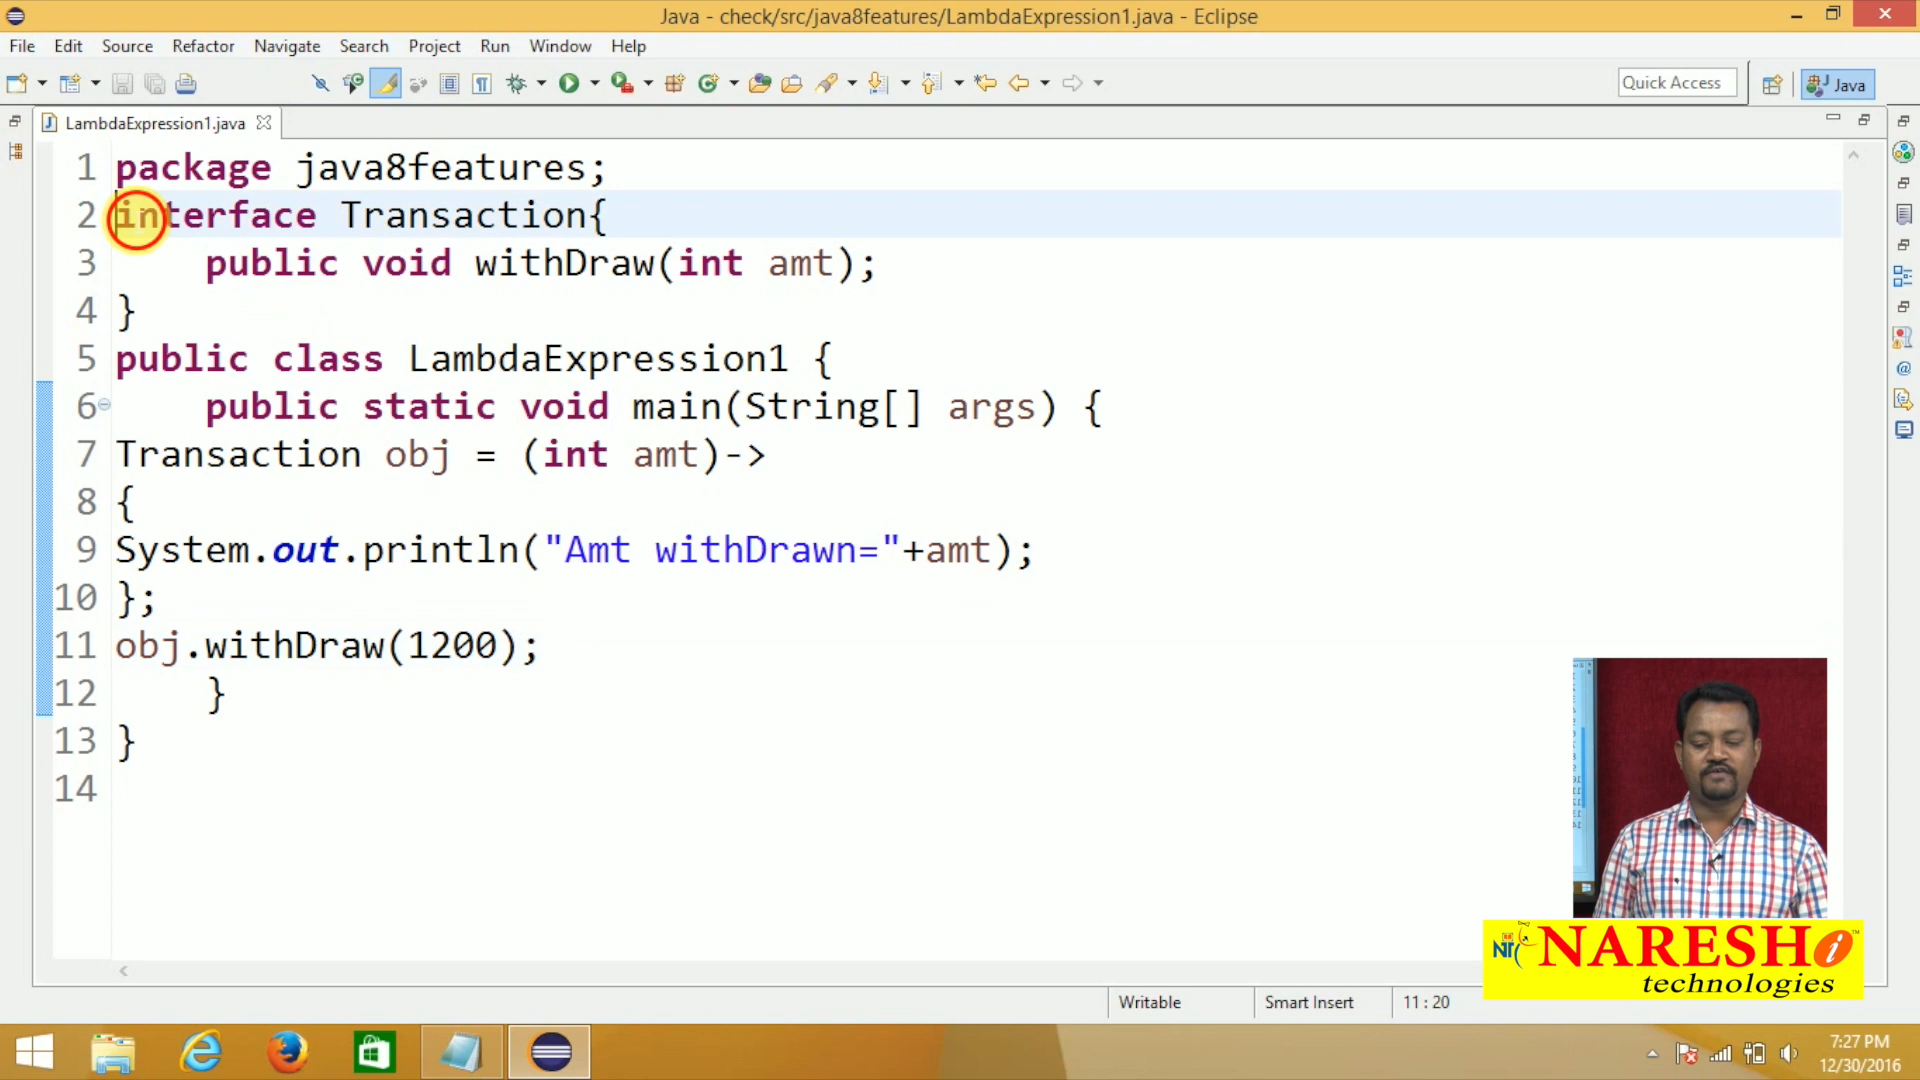 Java - check/src/java8features/LambdaExpression1.java - Eclipse
File Edit Source Refactor Navigate Search Project Run Window Help
Quick Access
Java
LambdaExpression1.java
1 package java8features;
2 interface Transaction{
3 public void withDraw(int amt);
4 }
5 public class LambdaExpression1 {
6 public static void main(String[] args) {
7 Transaction obj = (int amt)->
8 {
9 System.out.println("Amt withDrawn="+amt);
10 };
11 obj.withDraw(1200);
12 }
13 }
14
NARESH i
technologies
Writable Smart Insert 11 : 20
7:27 PM
12/30/2016